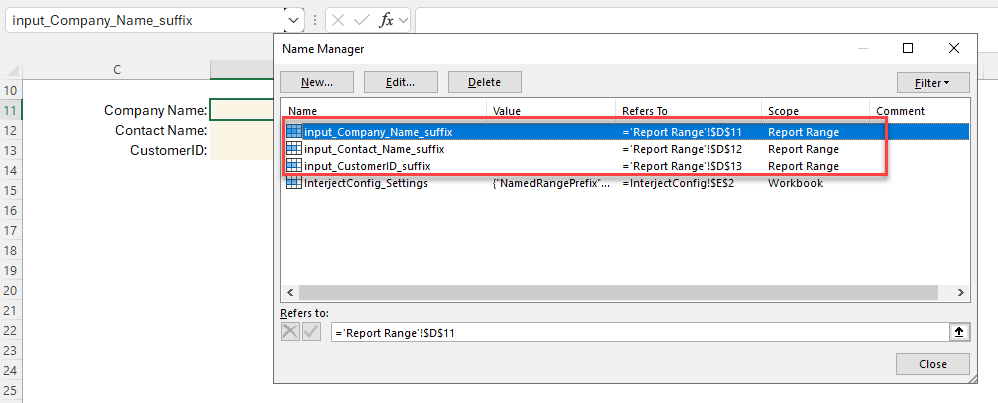 input_Company_Name_suffix
fx
Name Manager
New...
Edit...
Delete
Filter
C
Name Value Refers To Scope Comment
10
11 Company Name:
12 Contact Name:
13 CustomerID:
14
15
16
17
18
19
20
21
22
23
24
25
input_Company_Name_suffix ='Report Range'!$D$11 Report Range
input_Contact_Name_suffix ='Report Range'!$D$12 Report Range
input_CustomerID_suffix ='Report Range'!$D$13 Report Range
InterjectConfig_Settings {"NamedRangePrefix"... =InterjectConfig!$E$2 Workbook
Refers to:
='Report Range'!$D$11
Close